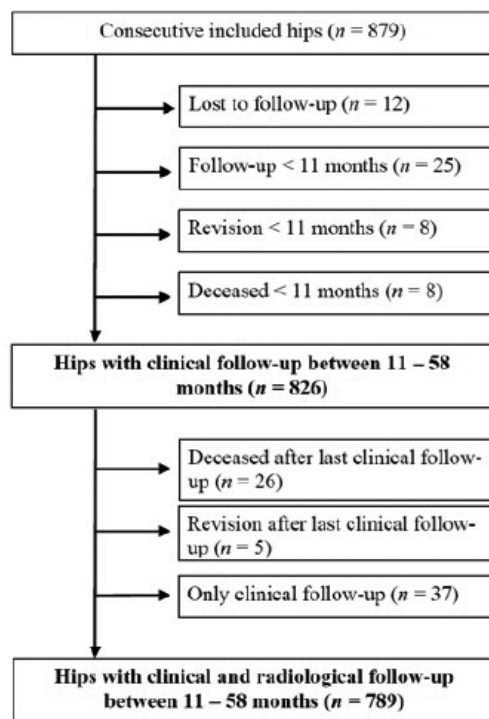 Consecutive included hips (n = 879)
Lost to follow-up (n = 12)
Follow-up < 11 months (n = 25)
Revision < 11 months (n = 8)
Deceased < 11 months (n = 8)
Hips with clinical follow-up between 11 – 58
months (n = 826)
Deceased after last clinical follow-
up (n = 26)
Revision after last clinical follow-
up (n = 5)
Only clinical follow-up (n = 37)
Hips with clinical and radiological follow-up
between 11 – 58 months (n = 789)